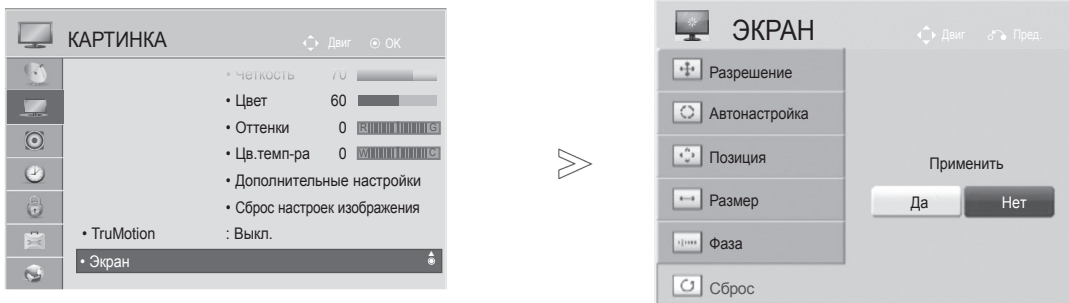 КАРТИНКА
Двиг
ОК
• Четкость 70
• Цвет 60
• Оттенки 0 R G
• Цв.темп-ра 0 W C
• Дополнительные настройки
• Сброс настроек изображения
• TruMotion : Выкл.
• Экран
ЭКРАН
Двиг
Пред.
Разрешение
Автонастройка
Позиция
Размер
Фаза
Сброс
Применить
Да
Нет